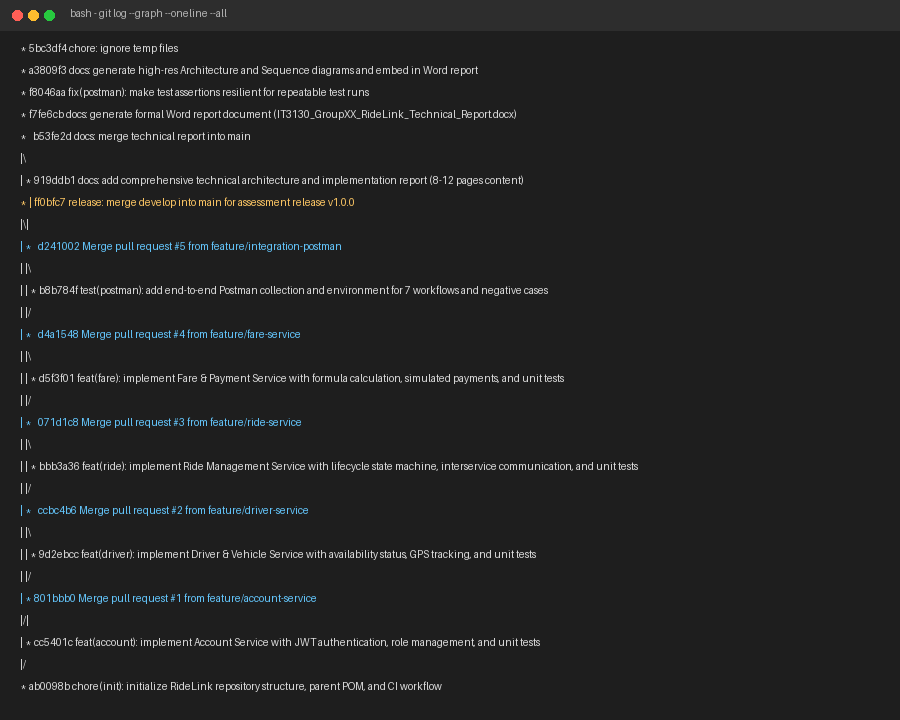 bash - git log --graph --oneline --all
* 5bc3df4 chore: ignore temp files
* a3809f3 docs: generate high-res Architecture and Sequence diagrams and embed in Word report
* f8046aa fix(postman): make test assertions resilient for repeatable test runs
* f7fe6cb docs: generate formal Word report document (IT3130_GroupXX_RideLink_Technical_Report.docx)
*   b53fe2d docs: merge technical report into main
|\
| * 919ddb1 docs: add comprehensive technical architecture and implementation report (8-12 pages content)
* | ff0bfc7 release: merge develop into main for assessment release v1.0.0
|\|
| *   d241002 Merge pull request #5 from feature/integration-postman
| |\
| | * b8b784f test(postman): add end-to-end Postman collection and environment for 7 workflows and negative cases
| |/
| *   d4a1548 Merge pull request #4 from feature/fare-service
| |\
| | * d5f3f01 feat(fare): implement Fare & Payment Service with formula calculation, simulated payments, and unit tests
| |/
| *   071d1c8 Merge pull request #3 from feature/ride-service
| |\
| | * bbb3a36 feat(ride): implement Ride Management Service with lifecycle state machine, interservice communication, and unit tests
| |/
| *   ccbc4b6 Merge pull request #2 from feature/driver-service
| |\
| | * 9d2ebcc feat(driver): implement Driver & Vehicle Service with availability status, GPS tracking, and unit tests
| |/
| * 801bbb0 Merge pull request #1 from feature/account-service
|/|
| * cc5401c feat(account): implement Account Service with JWT authentication, role management, and unit tests
|/
* ab0098b chore(init): initialize RideLink repository structure, parent POM, and CI workflow